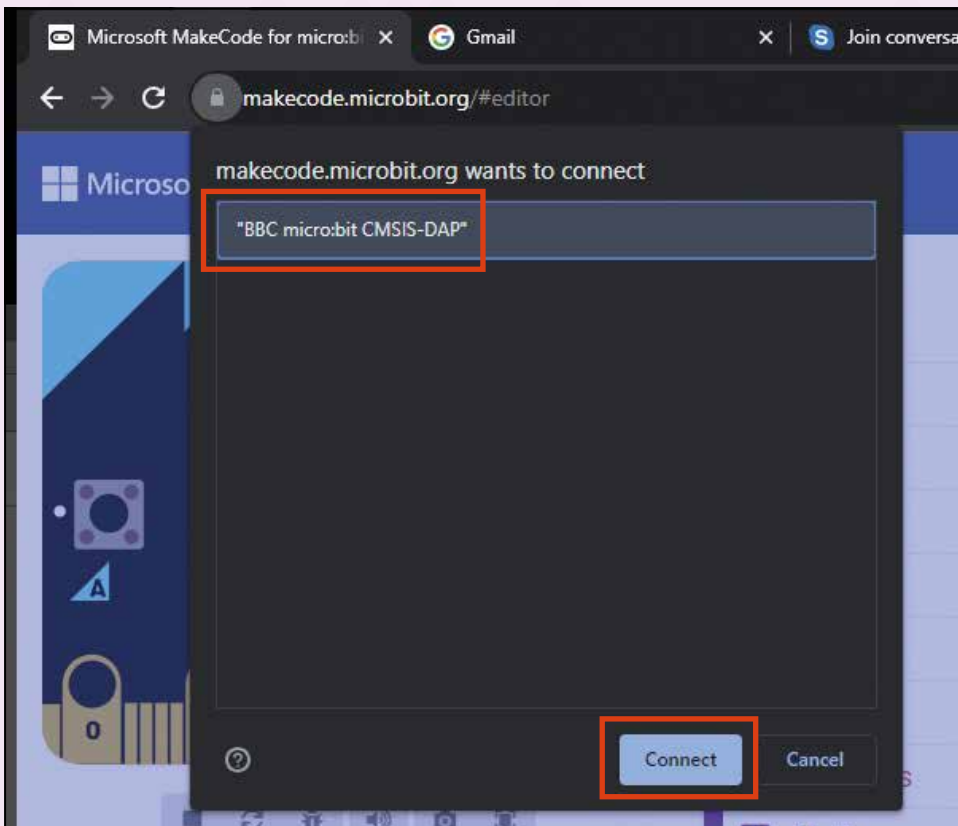 Microsoft MakeCode for micro:b
Gmail
Join conversa
makecode.microbit.org/#editor
Microso
makecode.microbit.org wants to connect
"BBC micro:bit CMSIS-DAP"
A
0
Connect
Cancel
S